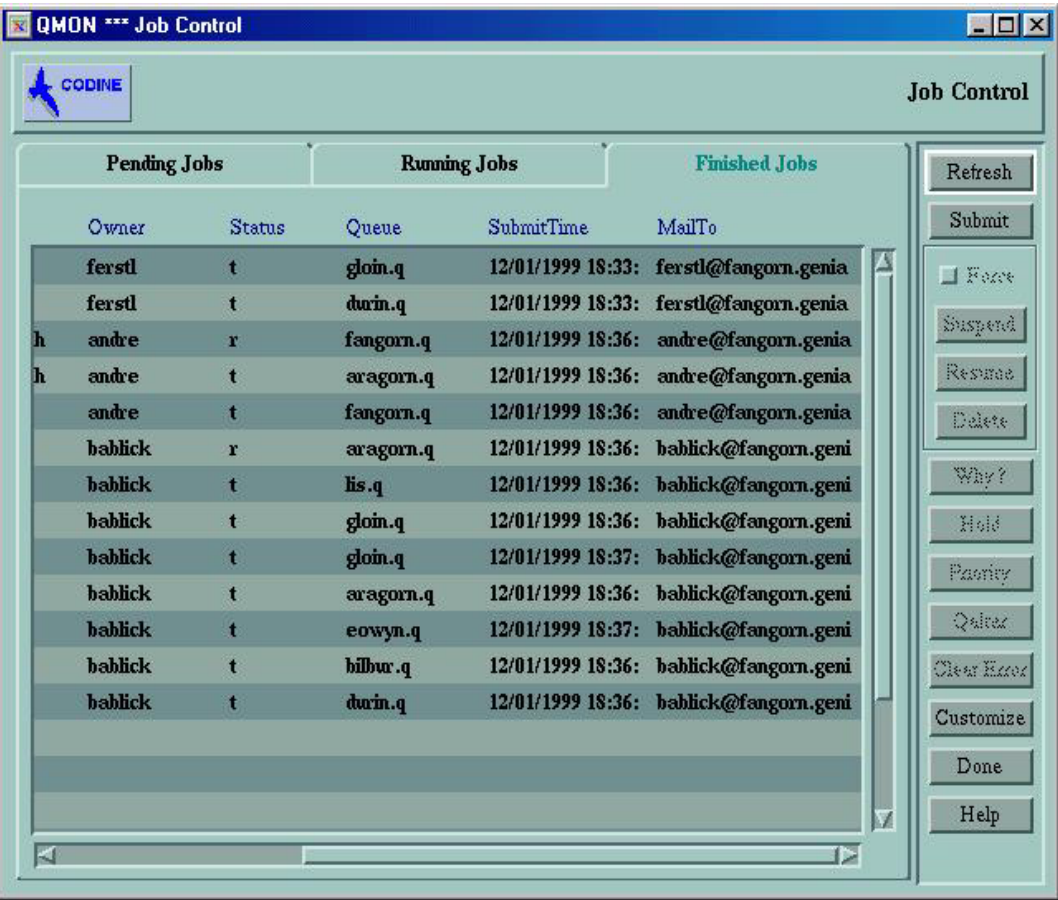 QMON *** Job Control
CODINE
Job Control
Pending Jobs Running Jobs Finished Jobs
Owner Status Queue SubmitTime MailTo
ferstl t gloin.q 12/01/1999 18:33: ferstl@fangorn.genia
ferstl t durin.q 12/01/1999 18:33: ferstl@fangorn.genia
h andre r fangorn.q 12/01/1999 18:36: andre@fangorn.genia
h andre t aragorn.q 12/01/1999 18:36: andre@fangorn.genia
andre t fangorn.q 12/01/1999 18:36: andre@fangorn.genia
bablick r aragorn.q 12/01/1999 18:36: bablick@fangorn.geni
bablick t lis.q 12/01/1999 18:36: bablick@fangorn.geni
bablick t gloin.q 12/01/1999 18:36: bablick@fangorn.geni
bablick t gloin.q 12/01/1999 18:37: bablick@fangorn.geni
bablick t aragorn.q 12/01/1999 18:36: bablick@fangorn.geni
bablick t eowyn.q 12/01/1999 18:37: bablick@fangorn.geni
bablick t bilbur.q 12/01/1999 18:36: bablick@fangorn.geni
bablick t durin.q 12/01/1999 18:36: bablick@fangorn.geni
Refresh
Submit
Force
Suspend
Resume
Delete
Why?
Hold
Priority
Qalter
Clear Error
Customize
Done
Help